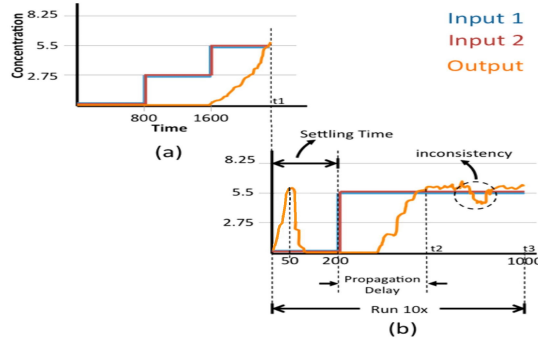 8.25
5.5
2.75
Concentration
800
1600
Time
t1
(a)
Input 1
Input 2
Output
Settling Time
8.25
5.5
2.75
inconsistency
50
200
t2
t3
1000
Propagation
Delay
Run 10x
(b)